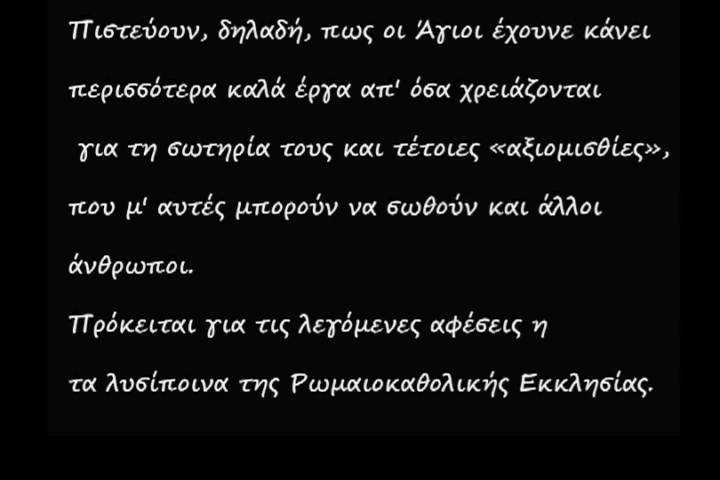 Πιστεύουν, δηλαδή, πως οι Άγιοι έχουνε κάνει
περισσότερα καλά έργα απ' όσα χρειάζονται
για τη σωτηρία τους και τέτοιες «αξιομισθίες»,
που μ' αυτές μπορούν να σωθούν και άλλοι
άνθρωποι.
Πρόκειται για τις λεγόμενες αφέσεις η
τα λυσίποινα της Ρωμαιοκαθολικής Εκκλησίας.